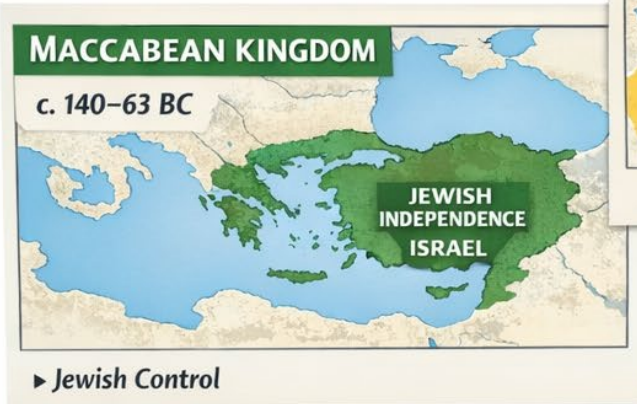 MACCABEAN KINGDOM
c. 140–63 BC
JEWISH
INDEPENDENCE
ISRAEL
▸ Jewish Control